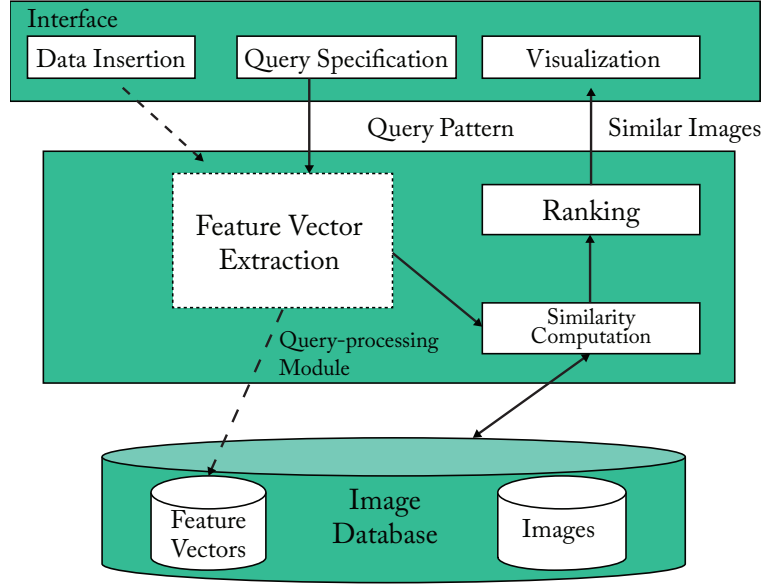 Interface
Data Insertion
Query Specification
Visualization
Query Pattern
Similar Images
Feature Vector
Extraction
Ranking
Similarity
Computation
Query-processing
Module
Image
Database
Feature
Vectors
Images